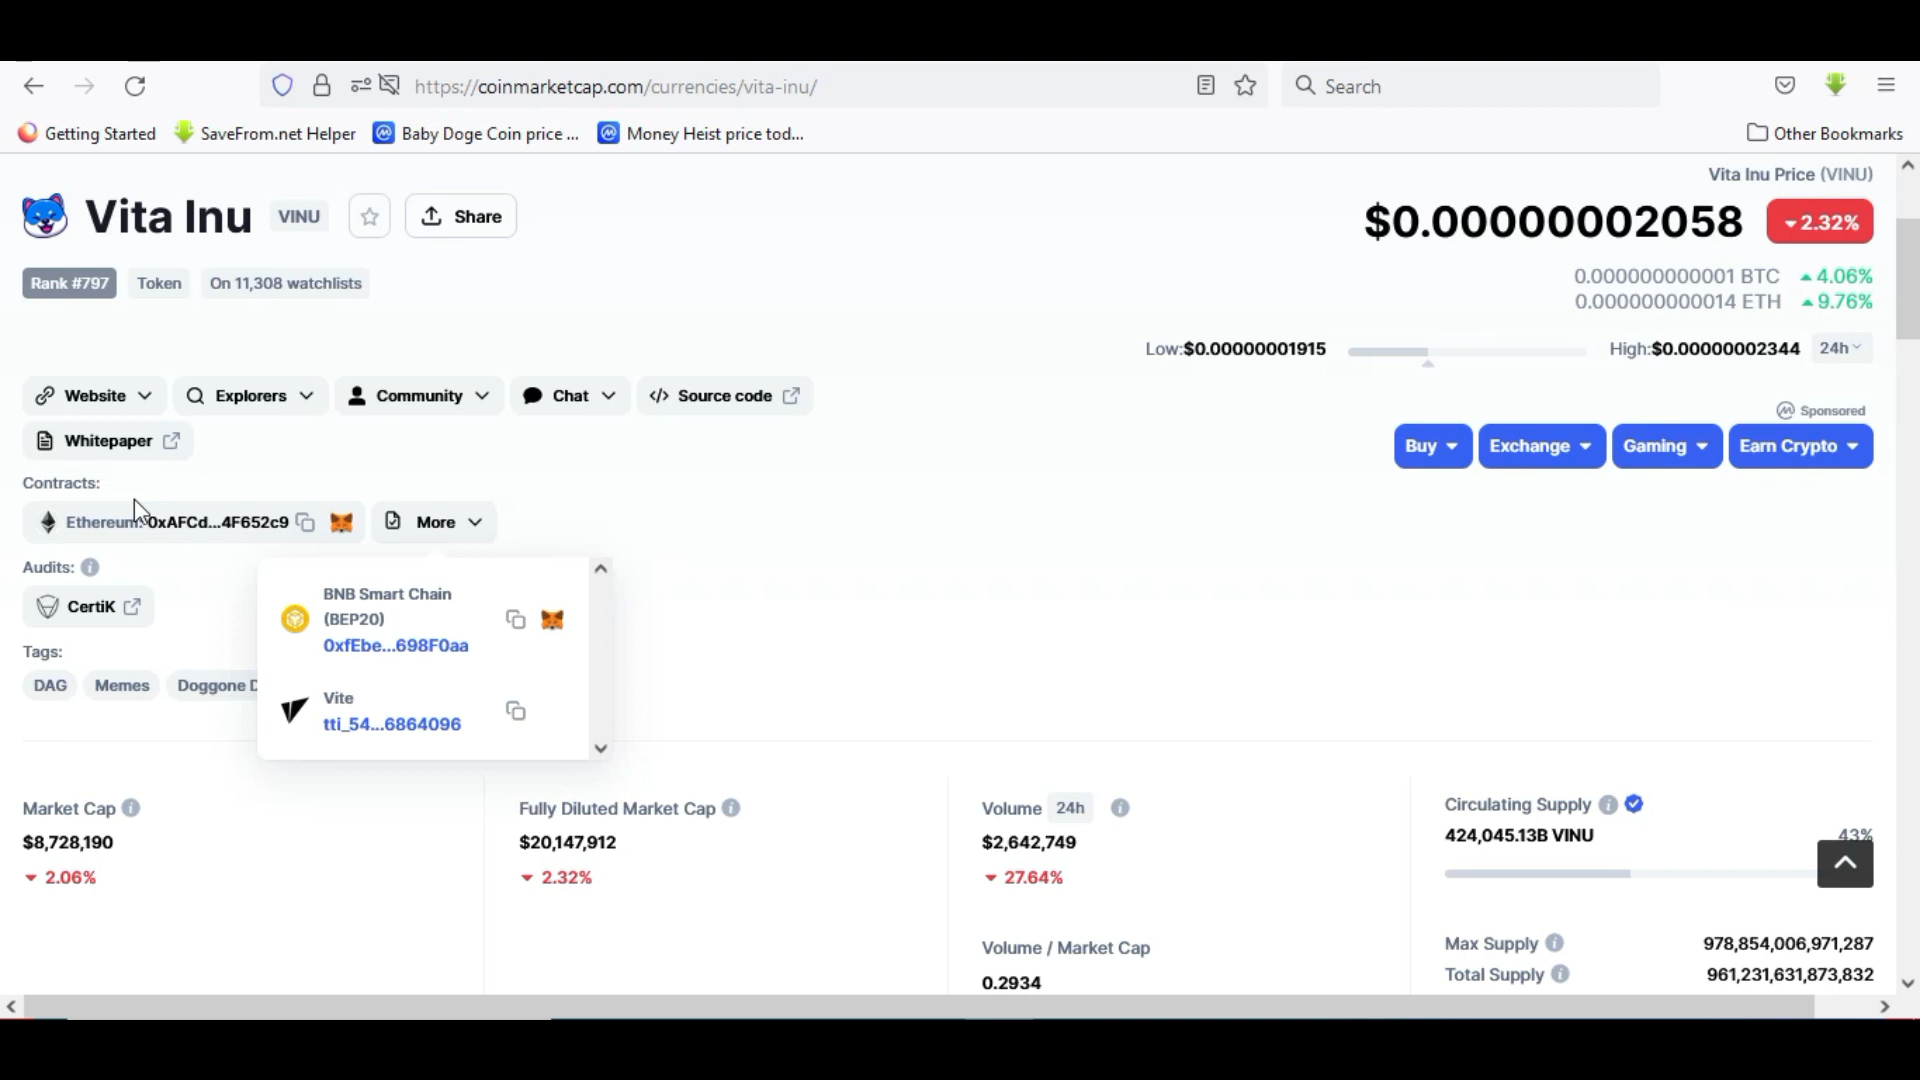 https://coinmarketcap.com/currencies/vita-inu/
Search
Getting Started
SaveFrom.net Helper
Baby Doge Coin price ...
Money Heist price tod...
Other Bookmarks
Vita Inu Price (VINU)
Vita Inu VINU
Share
$0.00000002058
2.32%
Rank #797
Token
On 11,308 watchlists
0.000000000001 BTC 4.06%
0.000000000014 ETH 9.76%
Low:$0.00000001915
High:$0.00000002344
24h
Website
Explorers
Community
Chat
</> Source code
Sponsored
Whitepaper
Buy
Exchange
Gaming
Earn Crypto
Contracts:
Ethereum: 0xAFCd...4F652c9
More
Audits:
CertiK
BNB Smart Chain
(BEP20)
0xfEbe...698F0aa
Vite
tti_54...6864096
Tags:
DAG
Memes
Doggone D
Market Cap
$8,728,190
2.06%
Fully Diluted Market Cap
$20,147,912
2.32%
Volume 24h
$2,642,749
27.64%
Volume / Market Cap
0.2934
Circulating Supply
424,045.13B VINU
43%
Max Supply 978,854,006,971,287
Total Supply 961,231,631,873,832